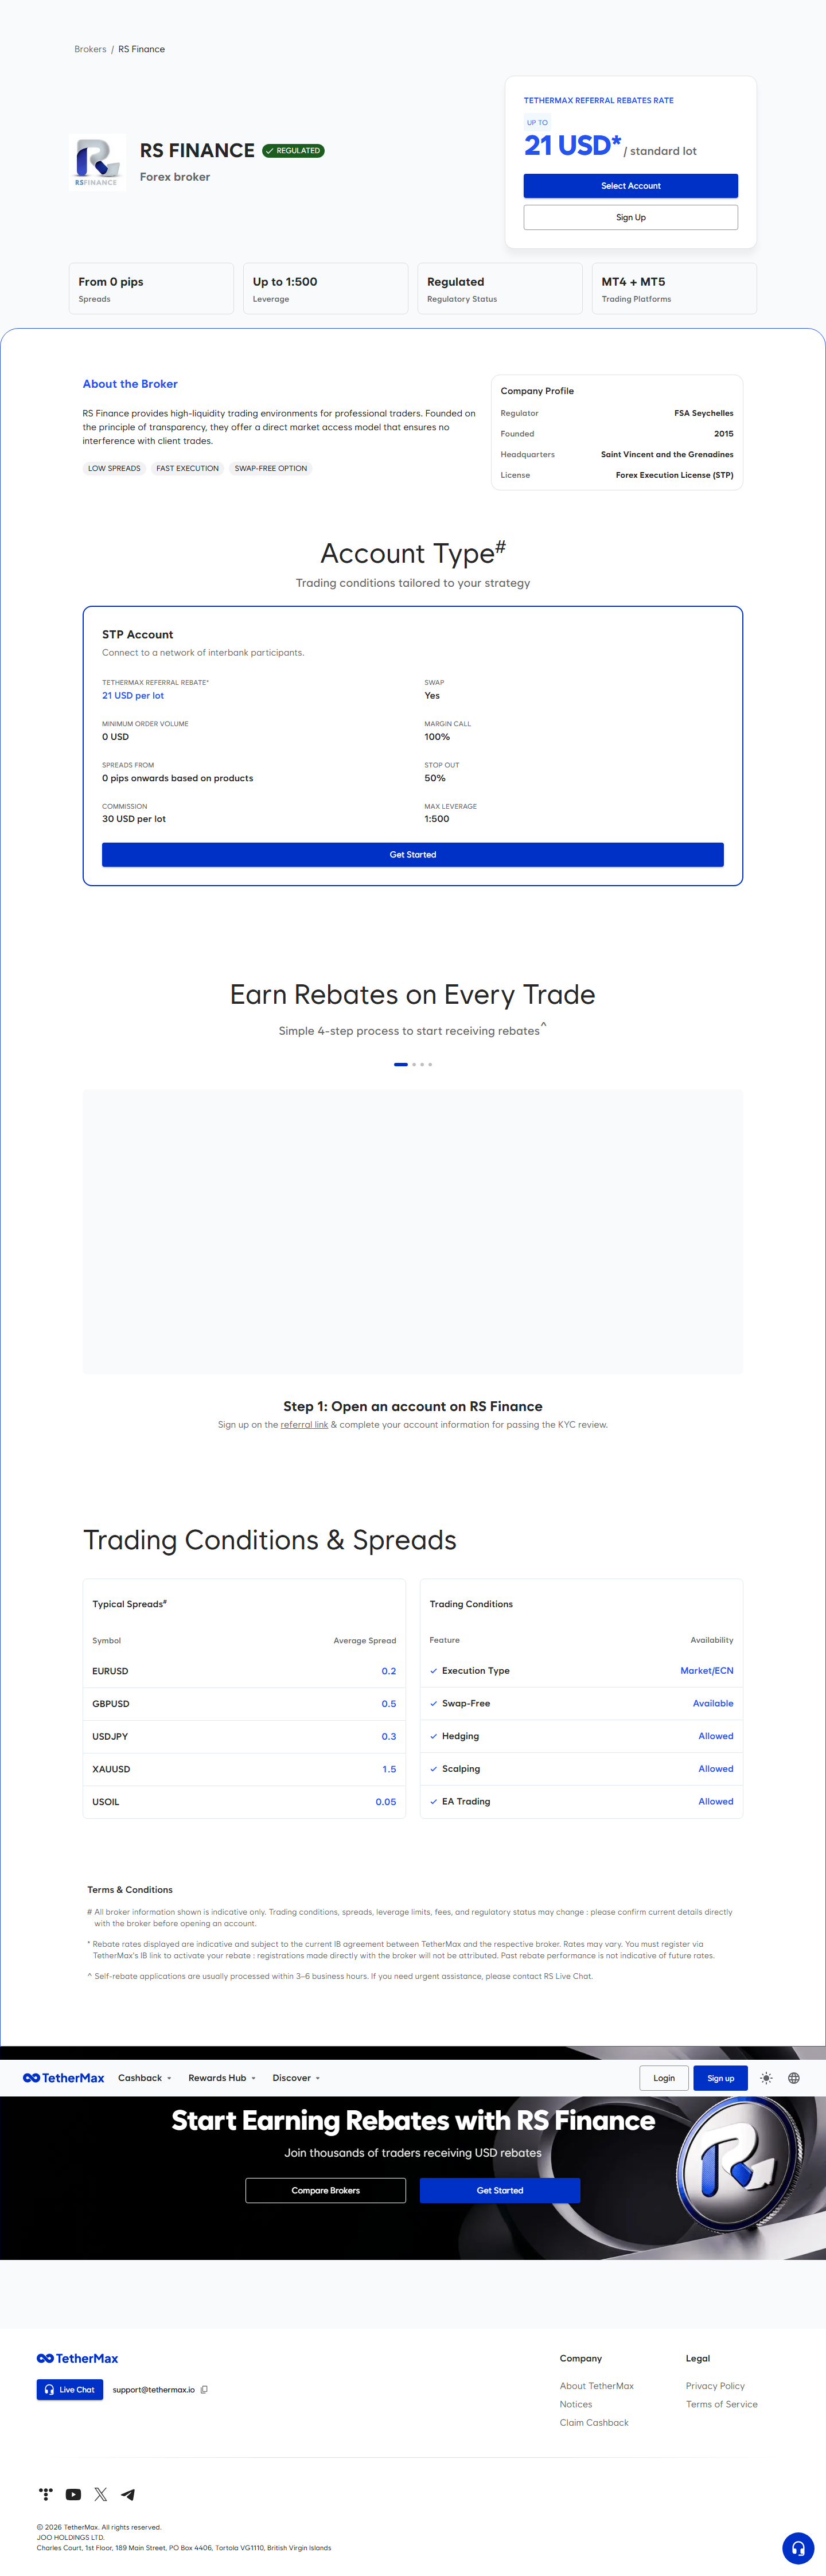 Brokers / RS Finance
RSFINANCE
RS FINANCE
REGULATED
Forex broker
TETHERMAX REFERRAL REBATES RATE
UP TO
21 USD* / standard lot
Select Account
Sign Up
From 0 pips
Spreads
Up to 1:500
Leverage
Regulated
Regulatory Status
MT4 + MT5
Trading Platforms
About the Broker
RS Finance provides high-liquidity trading environments for professional traders. Founded on
the principle of transparency, they offer a direct market access model that ensures no
interference with client trades.
LOW SPREADS FAST EXECUTION SWAP-FREE OPTION
Company Profile
Regulator FSA Seychelles
Founded 2015
Headquarters Saint Vincent and the Grenadines
License Forex Execution License (STP)
Account Type#
Trading conditions tailored to your strategy
STP Account
Connect to a network of interbank participants.
TETHERMAX REFERRAL REBATE*
21 USD per lot
SWAP
Yes
MINIMUM ORDER VOLUME
0 USD
MARGIN CALL
100%
SPREADS FROM
0 pips onwards based on products
STOP OUT
50%
COMMISSION
30 USD per lot
MAX LEVERAGE
1:500
Get Started
Earn Rebates on Every Trade
Simple 4-step process to start receiving rebates^
Step 1: Open an account on RS Finance
Sign up on the referral link & complete your account information for passing the KYC review.
Trading Conditions & Spreads
Typical Spreads#
Symbol Average Spread
EURUSD 0.2
GBPUSD 0.5
USDJPY 0.3
XAUUSD 1.5
USOIL 0.05
Trading Conditions
Feature Availability
Execution Type Market/ECN
Swap-Free Available
Hedging Allowed
Scalping Allowed
EA Trading Allowed
Terms & Conditions
# All broker information shown is indicative only. Trading conditions, spreads, leverage limits, fees, and regulatory status may change : please confirm current details directly
with the broker before opening an account.
* Rebate rates displayed are indicative and subject to the current IB agreement between TetherMax and the respective broker. Rates may vary. You must register via
TetherMax's IB link to activate your rebate : registrations made directly with the broker will not be attributed. Past rebate performance is not indicative of future rates.
^ Self-rebate applications are usually processed within 3–6 business hours. If you need urgent assistance, please contact RS Live Chat.
TetherMax Cashback Rewards Hub Discover Login Sign up
Start Earning Rebates with RS Finance
Join thousands of traders receiving USD rebates
Compare Brokers Get Started
TetherMax
Live Chat support@tethermax.io
Company
About TetherMax
Notices
Claim Cashback
Legal
Privacy Policy
Terms of Service
© 2026 TetherMax. All rights reserved.
JOO HOLDINGS LTD.
Charles Court, 1st Floor, 189 Main Street, PO Box 4406, Tortola VG1110, British Virgin Islands